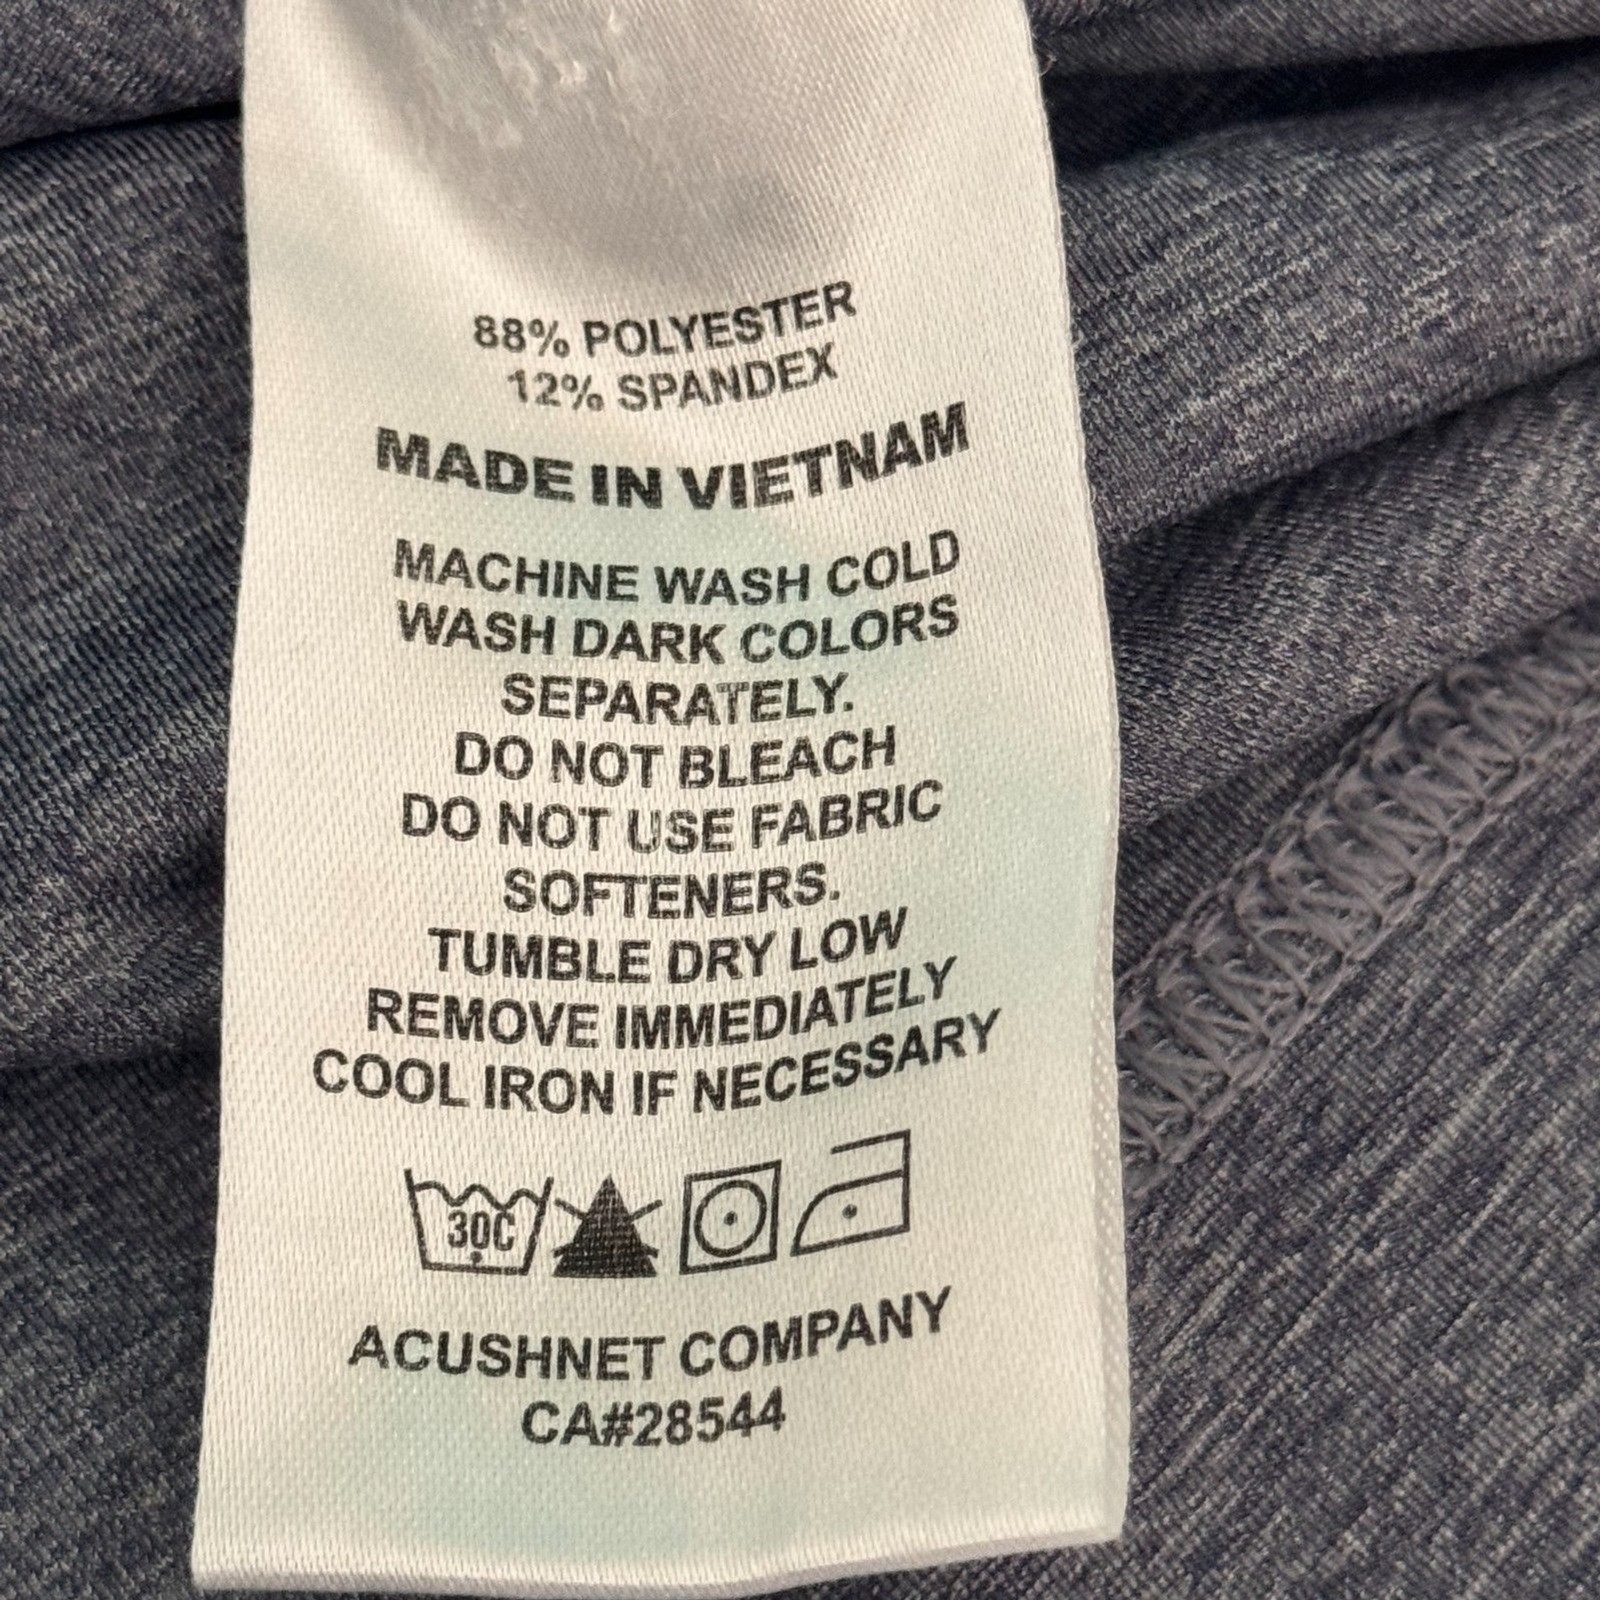 88% POLYESTER
12% SPANDEX
MADE IN VIETNAM
MACHINE WASH COLD
WASH DARK COLORS
SEPARATELY.
DO NOT BLEACH
DO NOT USE FABRIC
SOFTENERS.
TUMBLE DRY LOW
REMOVE IMMEDIATELY
COOL IRON IF NECESSARY
30C
ACUSHNET COMPANY
CA#28544